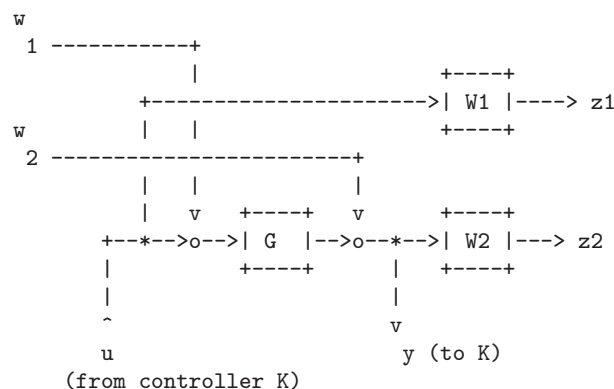 w
1
W1
z1
w
2
G
W2
z2
u
y (to K)
(from controller K)